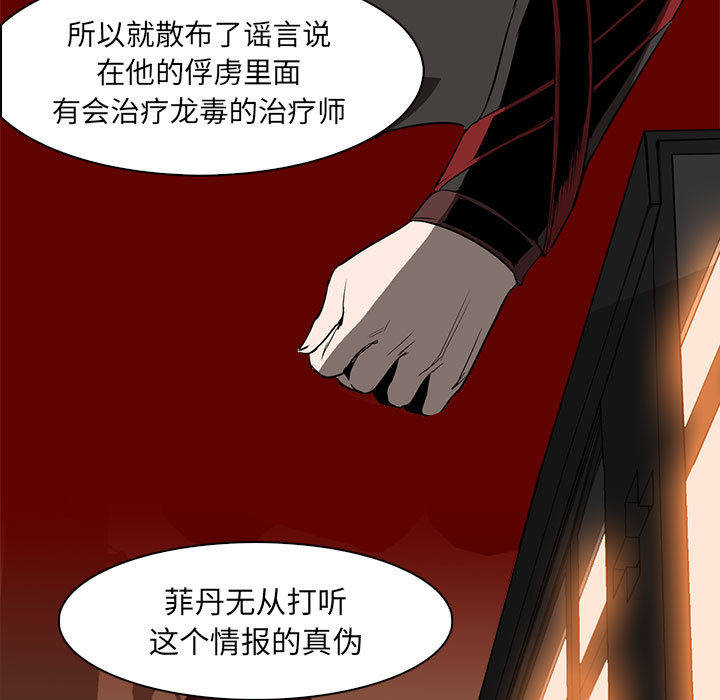 所以就散布了谣言说
在他的俘虏里面
有会治疗龙毒的治疗师
菲丹无从打听
这个情报的真伪